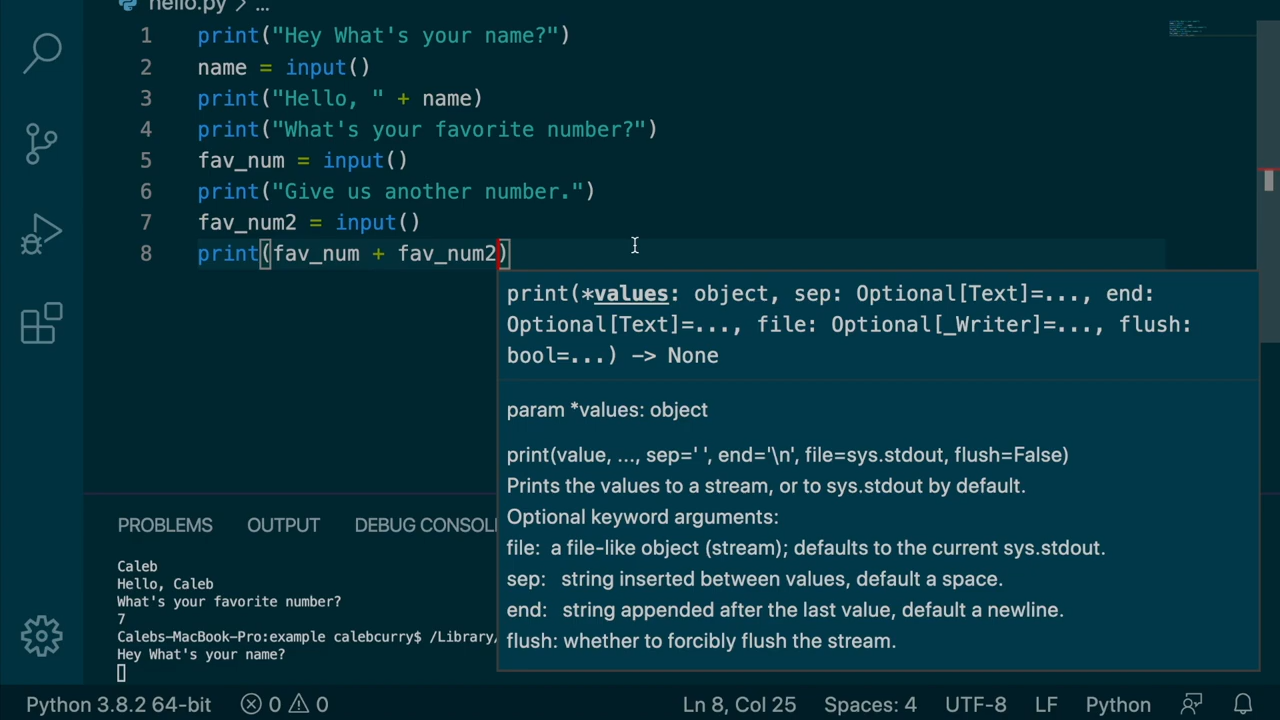 hello.py > ...
1 print("Hey What's your name?")
2 name = input()
3 print("Hello, " + name)
4 print("What's your favorite number?")
5 fav_num = input()
6 print("Give us another number.")
7 fav_num2 = input()
8 print(fav_num + fav_num2)
print(*values: object, sep: Optional[Text]=..., end:
Optional[Text]=..., file: Optional[_Writer]=..., flush:
bool=...) -> None
param *values: object
print(value, ..., sep=' ', end='\n', file=sys.stdout, flush=False)
Prints the values to a stream, or to sys.stdout by default.
Optional keyword arguments:
file: a file-like object (stream); defaults to the current sys.stdout.
sep: string inserted between values, default a space.
end: string appended after the last value, default a newline.
flush: whether to forcibly flush the stream.
PROBLEMS OUTPUT DEBUG CONSOL
Caleb
Hello, Caleb
What's your favorite number?
7
Calebs-MacBook-Pro:example calebcurry$ /Library/
Hey What's your name?
Python 3.8.2 64-bit 0 0 Ln 8, Col 25 Spaces: 4 UTF-8 LF Python